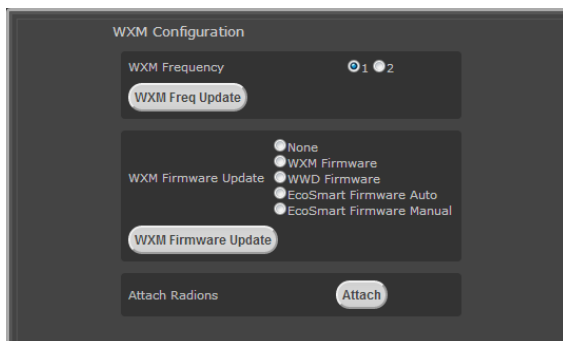 WXM Configuration
WXM Frequency 1 2
WXM Freq Update
None
WXM Firmware
WXM Firmware Update WWD Firmware
EcoSmart Firmware Auto
EcoSmart Firmware Manual
WXM Firmware Update
Attach Radions Attach